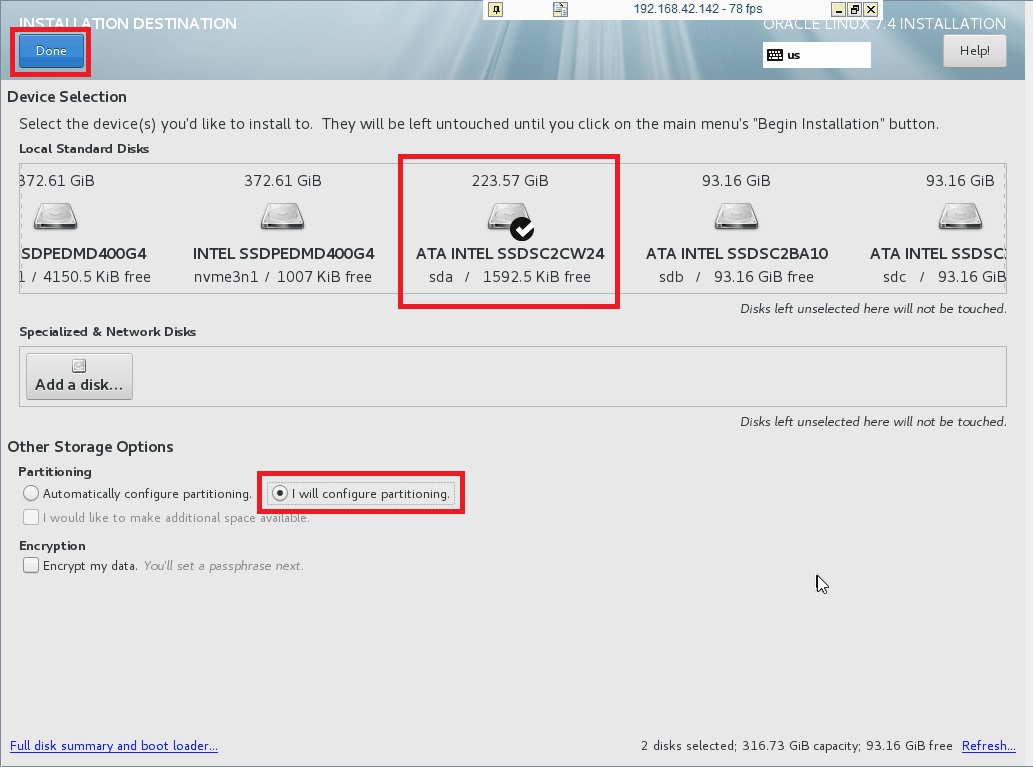 192.168.42.142 - 78 fps
INSTALLATION DESTINATION
ORACLE LINUX 7.4 INSTALLATION
Done
us
Help!
Device Selection
Select the device(s) you'd like to install to. They will be left untouched until you click on the main menu's "Begin Installation" button.
Local Standard Disks
372.61 GiB 372.61 GiB 223.57 GiB 93.16 GiB 93.16 GiB
SSDPEDMD400G4 INTEL SSDPEDMD400G4 ATA INTEL SSDSC2CW24 ATA INTEL SSDSC2BA10 ATA INTEL SSDSC
1 / 4150.5 KiB free nvme3n1 / 1007 KiB free sda / 1592.5 KiB free sdb / 93.16 GiB free sdc / 93.16 GiB
Disks left unselected here will not be touched.
Specialized & Network Disks
Add a disk...
Disks left unselected here will not be touched.
Other Storage Options
Partitioning
Automatically configure partitioning. I will configure partitioning.
I would like to make additional space available.
Encryption
Encrypt my data. You'll set a passphrase next.
Full disk summary and boot loader... 2 disks selected; 316.73 GiB capacity; 93.16 GiB free Refresh...